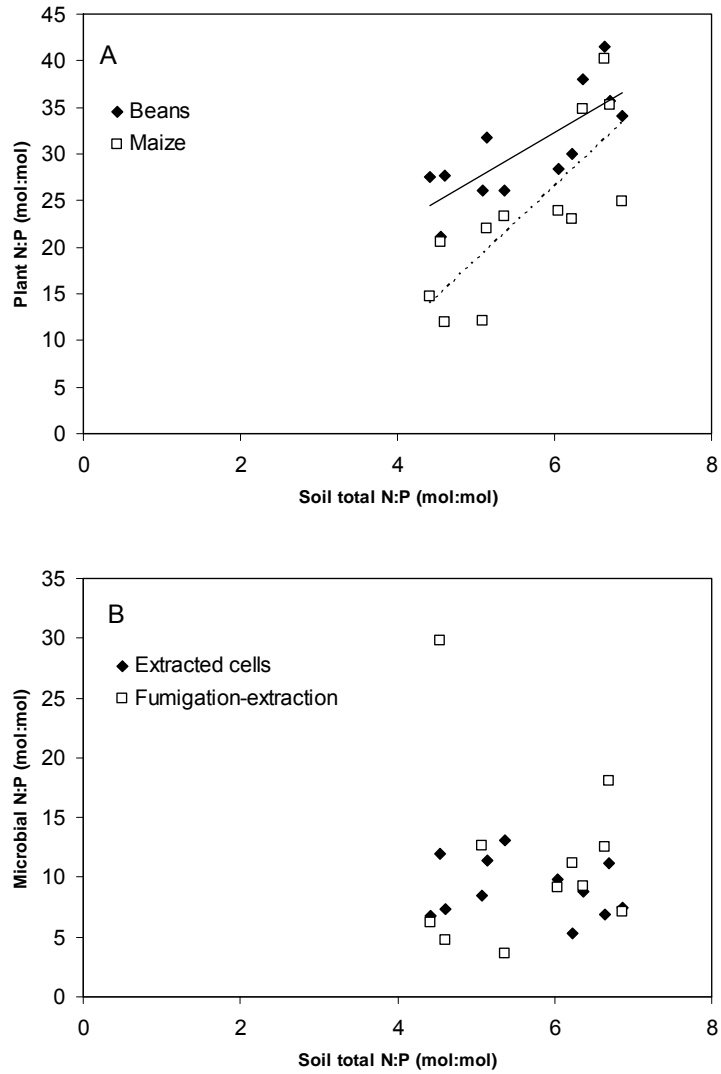 A
Beans
Maize
45
40
35
30
25
20
15
10
5
0
Plant N:P (mol:mol)
0 2 4 6 8
Soil total N:P (mol:mol)
B
Extracted cells
Fumigation-extraction
35
30
25
20
15
10
5
0
Microbial N:P (mol:mol)
0 2 4 6 8
Soil total N:P (mol:mol)